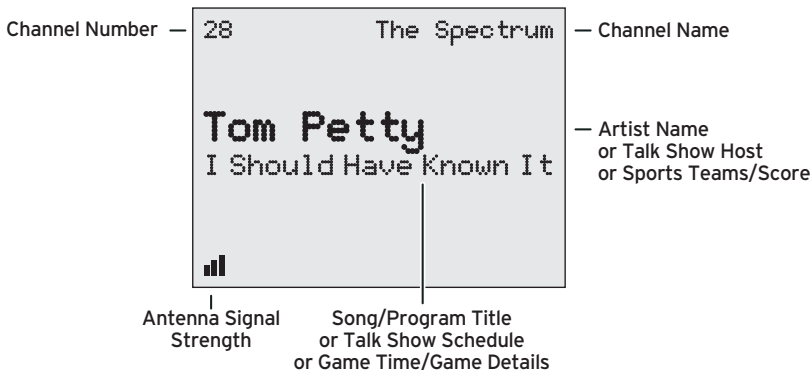 Channel Number
28 The Spectrum
Channel Name
Tom Petty
I Should Have Known It
Artist Name
or Talk Show Host
or Sports Teams/Score
Antenna Signal
Strength
Song/Program Title
or Talk Show Schedule
or Game Time/Game Details